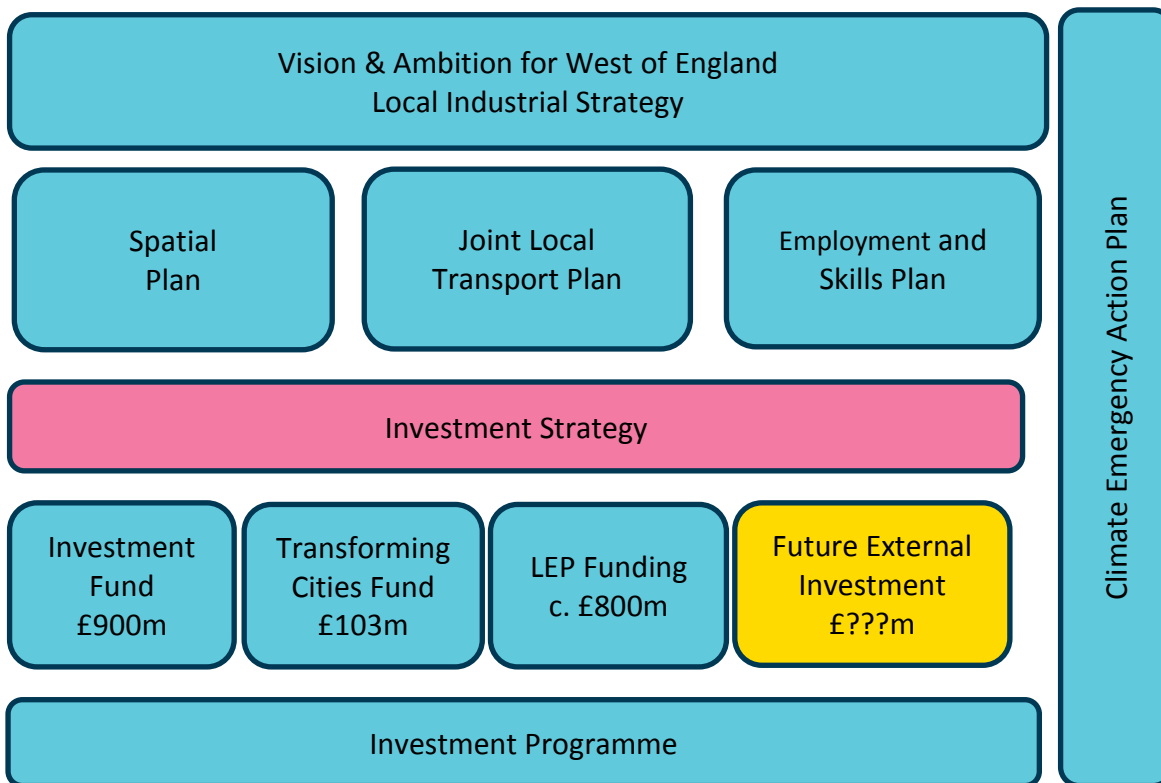 Vision & Ambition for West of England
Local Industrial Strategy
Spatial
Plan
Joint Local
Transport Plan
Employment and
Skills Plan
Investment Strategy
Investment
Fund
£900m
Transforming
Cities Fund
£103m
LEP Funding
c. £800m
Future External
Investment
£???m
Investment Programme
Climate Emergency Action Plan